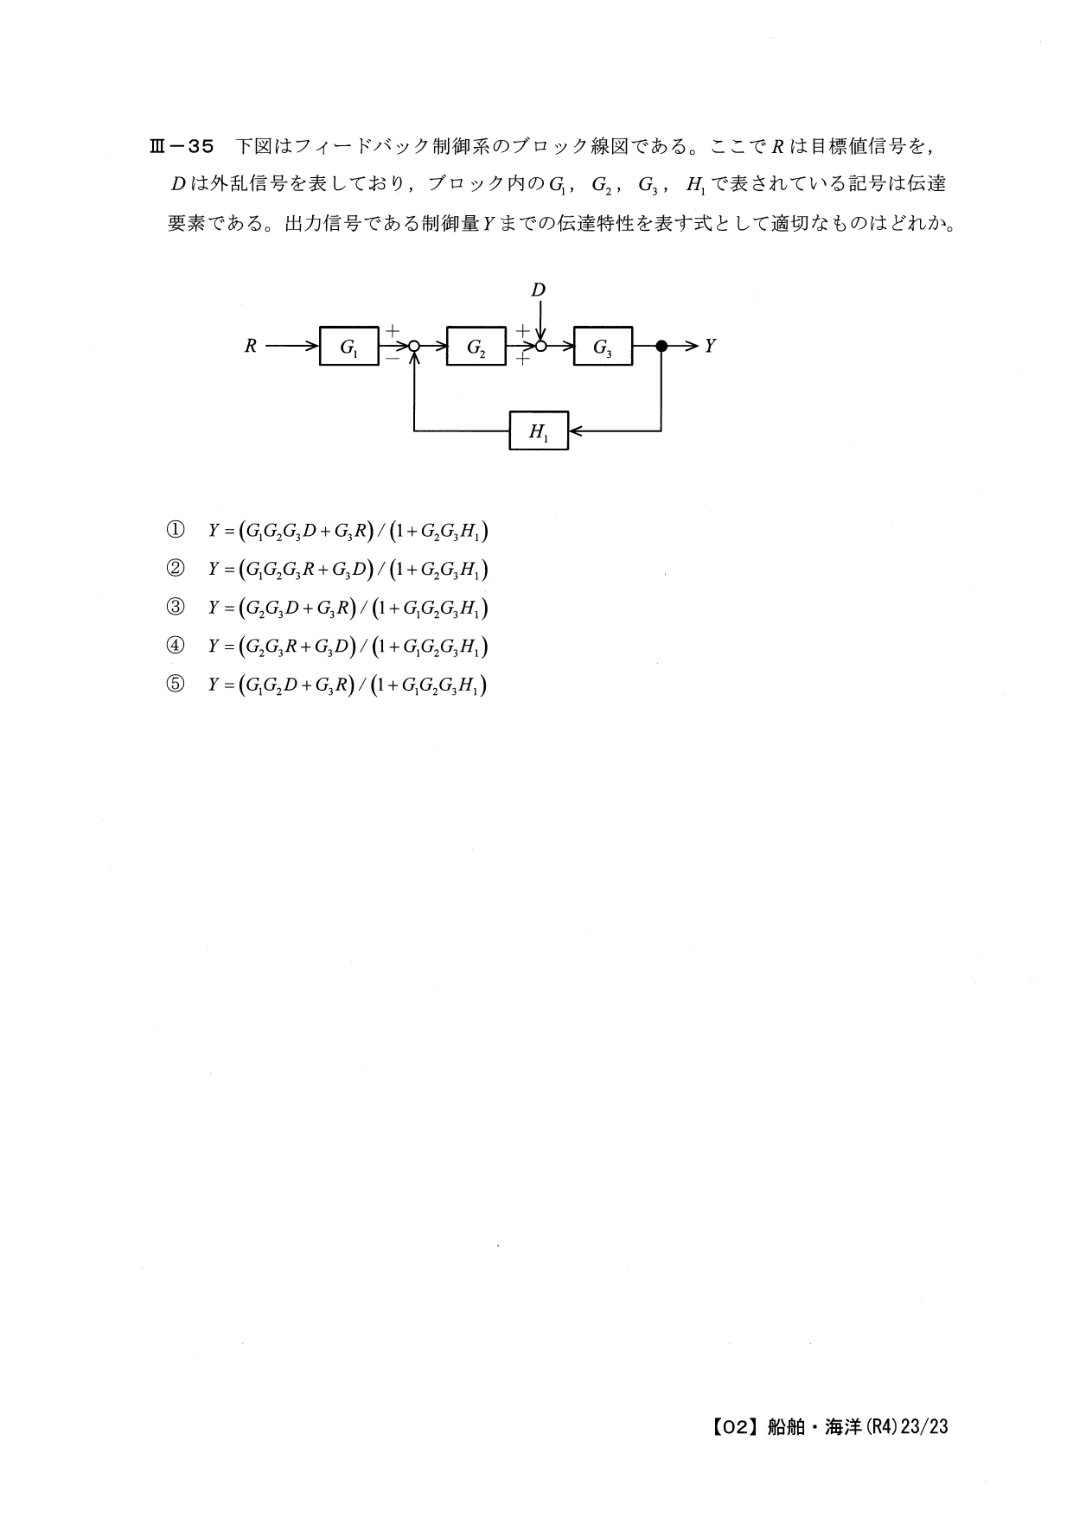 Ⅲ－35 下図はフィードバック制御系のブロック線図である。ここでRは目標値信号を，
Dは外乱信号を表しており，ブロック内のG₁，G₂，G₃，H₁で表されている記号は伝達
要素である。出力信号である制御量Yまでの伝達特性を表す式として適切なものはどれか。
D
R G₁ + − G₂ + + G₃ Y
H₁
① Y=(G₁G₂G₃D+G₃R)/(1+G₂G₃H₁)
② Y=(G₁G₂G₃R+G₃D)/(1+G₂G₃H₁)
③ Y=(G₂G₃D+G₃R)/(1+G₁G₂G₃H₁)
④ Y=(G₂G₃R+G₃D)/(1+G₁G₂G₃H₁)
⑤ Y=(G₁G₂D+G₃R)/(1+G₁G₂G₃H₁)
【02】船舶・海洋(R4)23/23